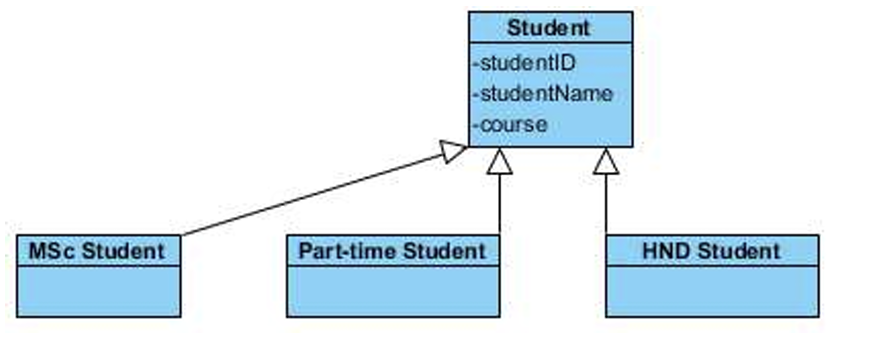 Student
-studentID
-studentName
-course
MSc Student
Part-time Student
HND Student